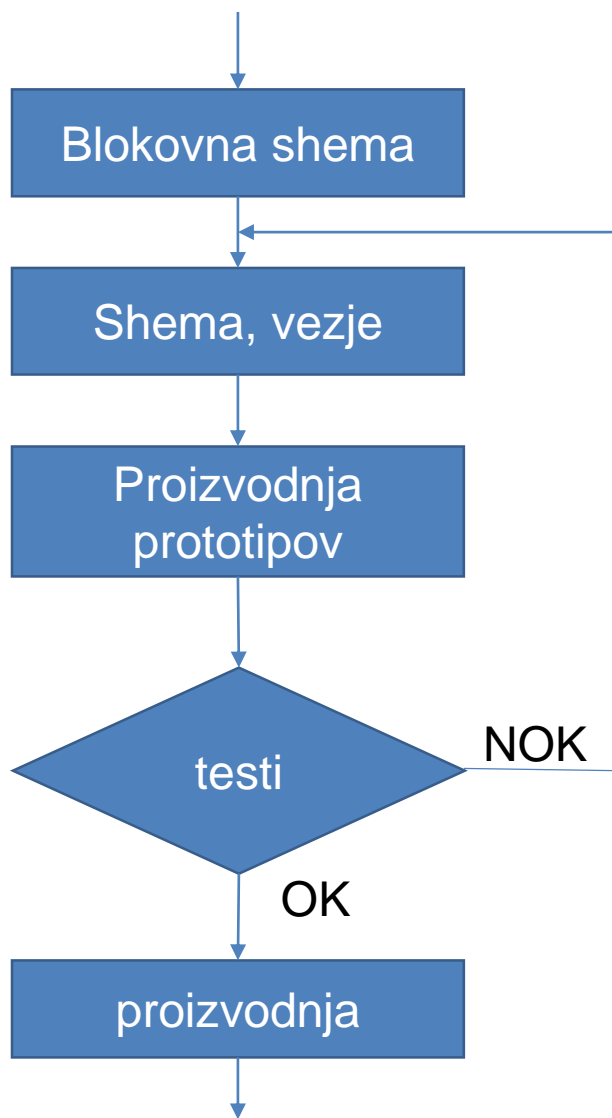 Blokovna shema
Shema, vezje
Proizvodnja
prototipov
testi
NOK
OK
proizvodnja